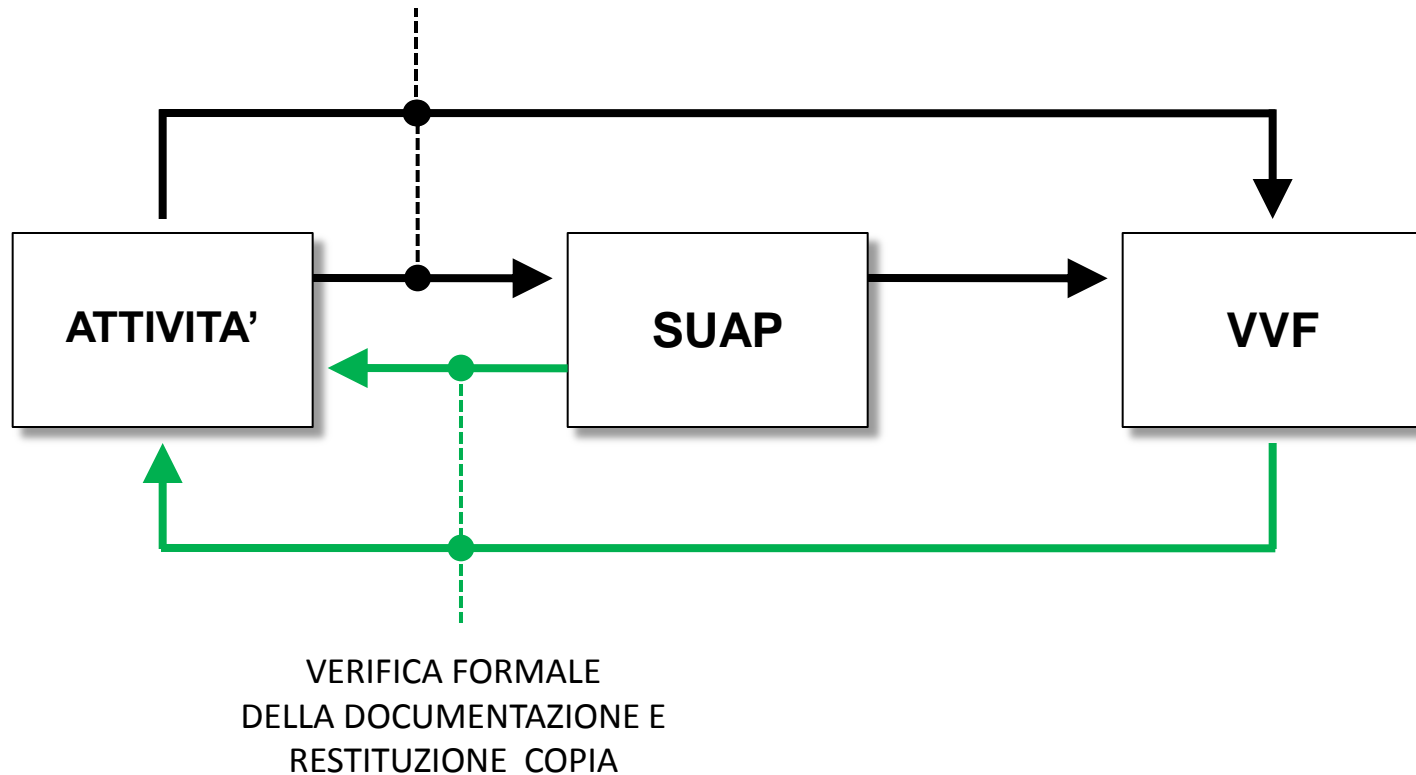 ATTIVITA’
SUAP
VVF
VERIFICA FORMALE
DELLA DOCUMENTAZIONE E
RESTITUZIONE  COPIA